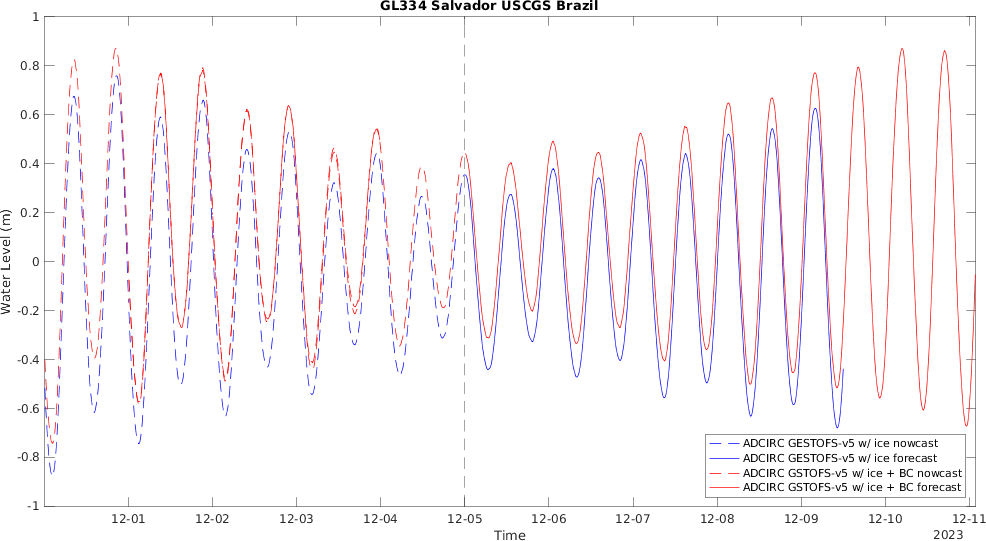 GL334 Salvador USCGS Brazil
Water Level (m)
1
0.8
0.6
0.4
0.2
0
-0.2
-0.4
-0.6
-0.8
-1
12-01 12-02 12-03 12-04 12-05 12-06 12-07 12-08 12-09 12-10 12-11
Time
2023
ADCIRC GESTOFS-v5 w/ ice nowcast
ADCIRC GESTOFS-v5 w/ ice forecast
ADCIRC GSTOFS-v5 w/ ice + BC nowcast
ADCIRC GSTOFS-v5 w/ ice + BC forecast